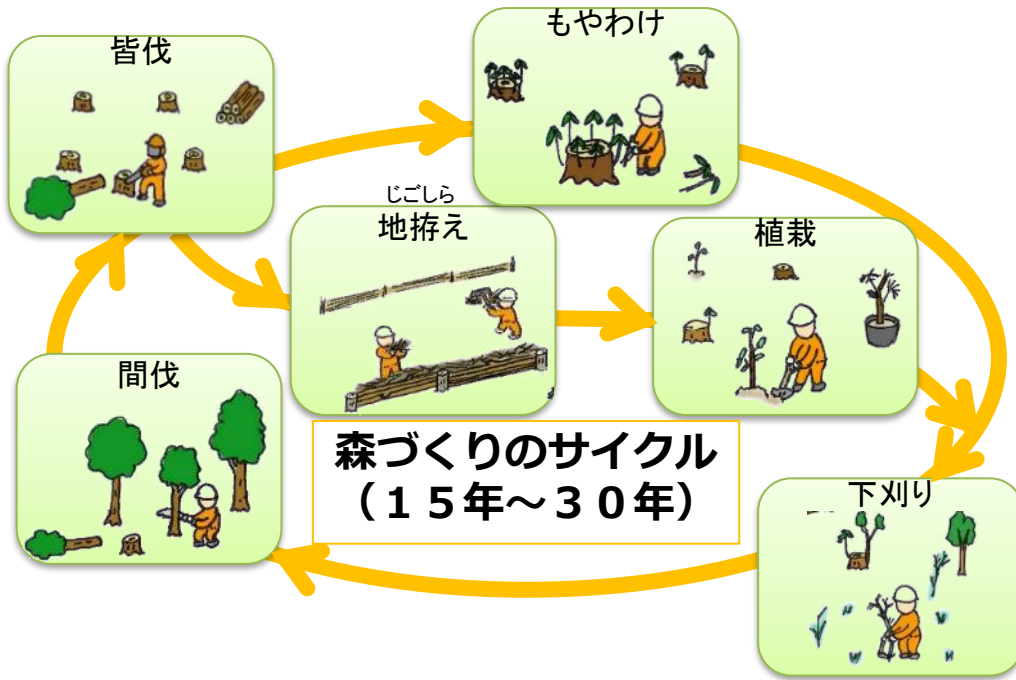 皆伐
もやわけ
じごしら
地拵え
植栽
間伐
森づくりのサイクル
（１５年～３０年）
下刈り